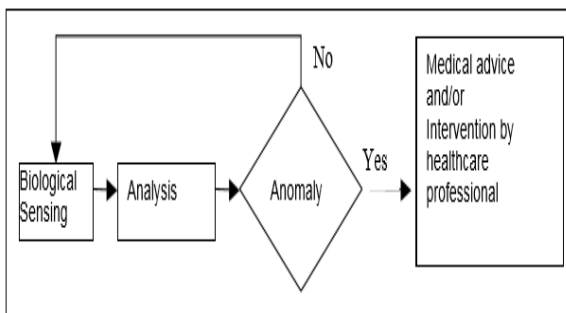 No
Medical advice
and/or
Intervention by
healthcare
professional
Yes
Biological
Sensing
Analysis
Anomaly